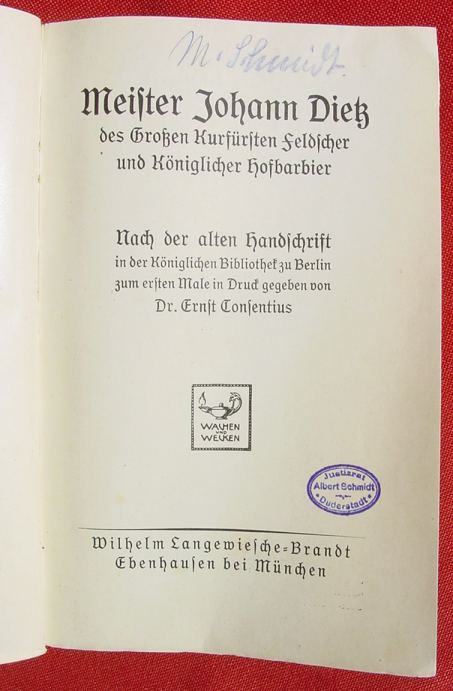 M. Schmidt.
Meister Johann Dietz
des Großen Kurfürsten Feldscher
und Königlicher Hofbarbier
Nach der alten Handschrift
in der Königlichen Bibliothek zu Berlin
zum ersten Male in Druck gegeben von
Dr. Ernst Consentius
WACHEN
UND
WECKEN
Justizrat
Albert Schmidt
Duderstadt
Wilhelm Langewiesche-Brandt
Ebenhausen bei München